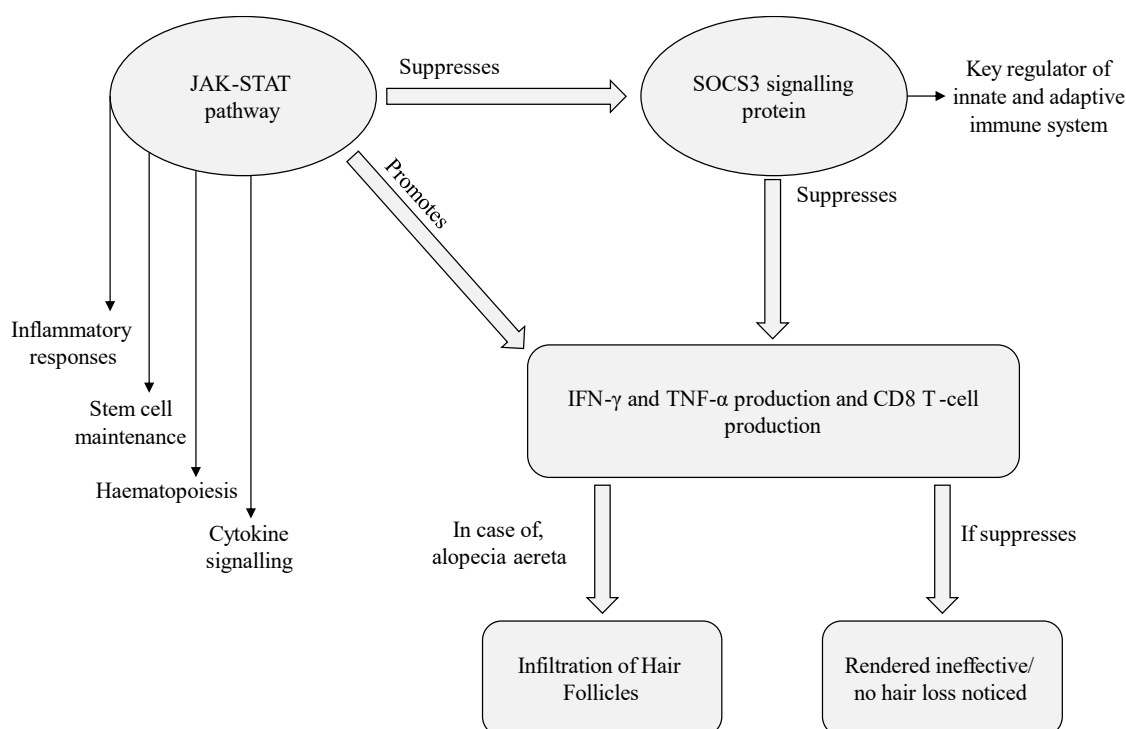 JAK-STAT
pathway
Suppresses
SOCS3 signalling
protein
Key regulator of
innate and adaptive
immune system
Promotes
Suppresses
Inflammatory
responses
Stem cell
maintenance
Haematopoiesis
Cytokine
signalling
IFN-γ and TNF-α production and CD8 T-cell
production
In case of,
alopecia aereta
If suppresses
Infiltration of Hair
Follicles
Rendered ineffective/
no hair loss noticed